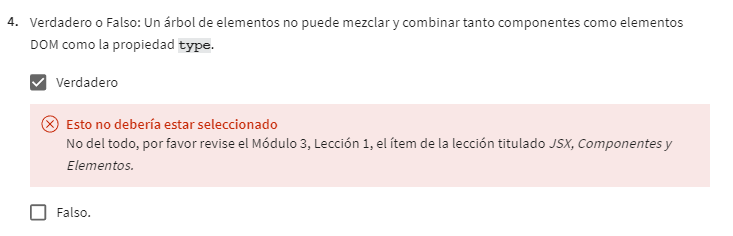 4. Verdadero o Falso: Un árbol de elementos no puede mezclar y combinar tanto componentes como elementos
DOM como la propiedad type.
Verdadero
Esto no debería estar seleccionado
No del todo, por favor revise el Módulo 3, Lección 1, el ítem de la lección titulado JSX, Componentes y
Elementos.
Falso.